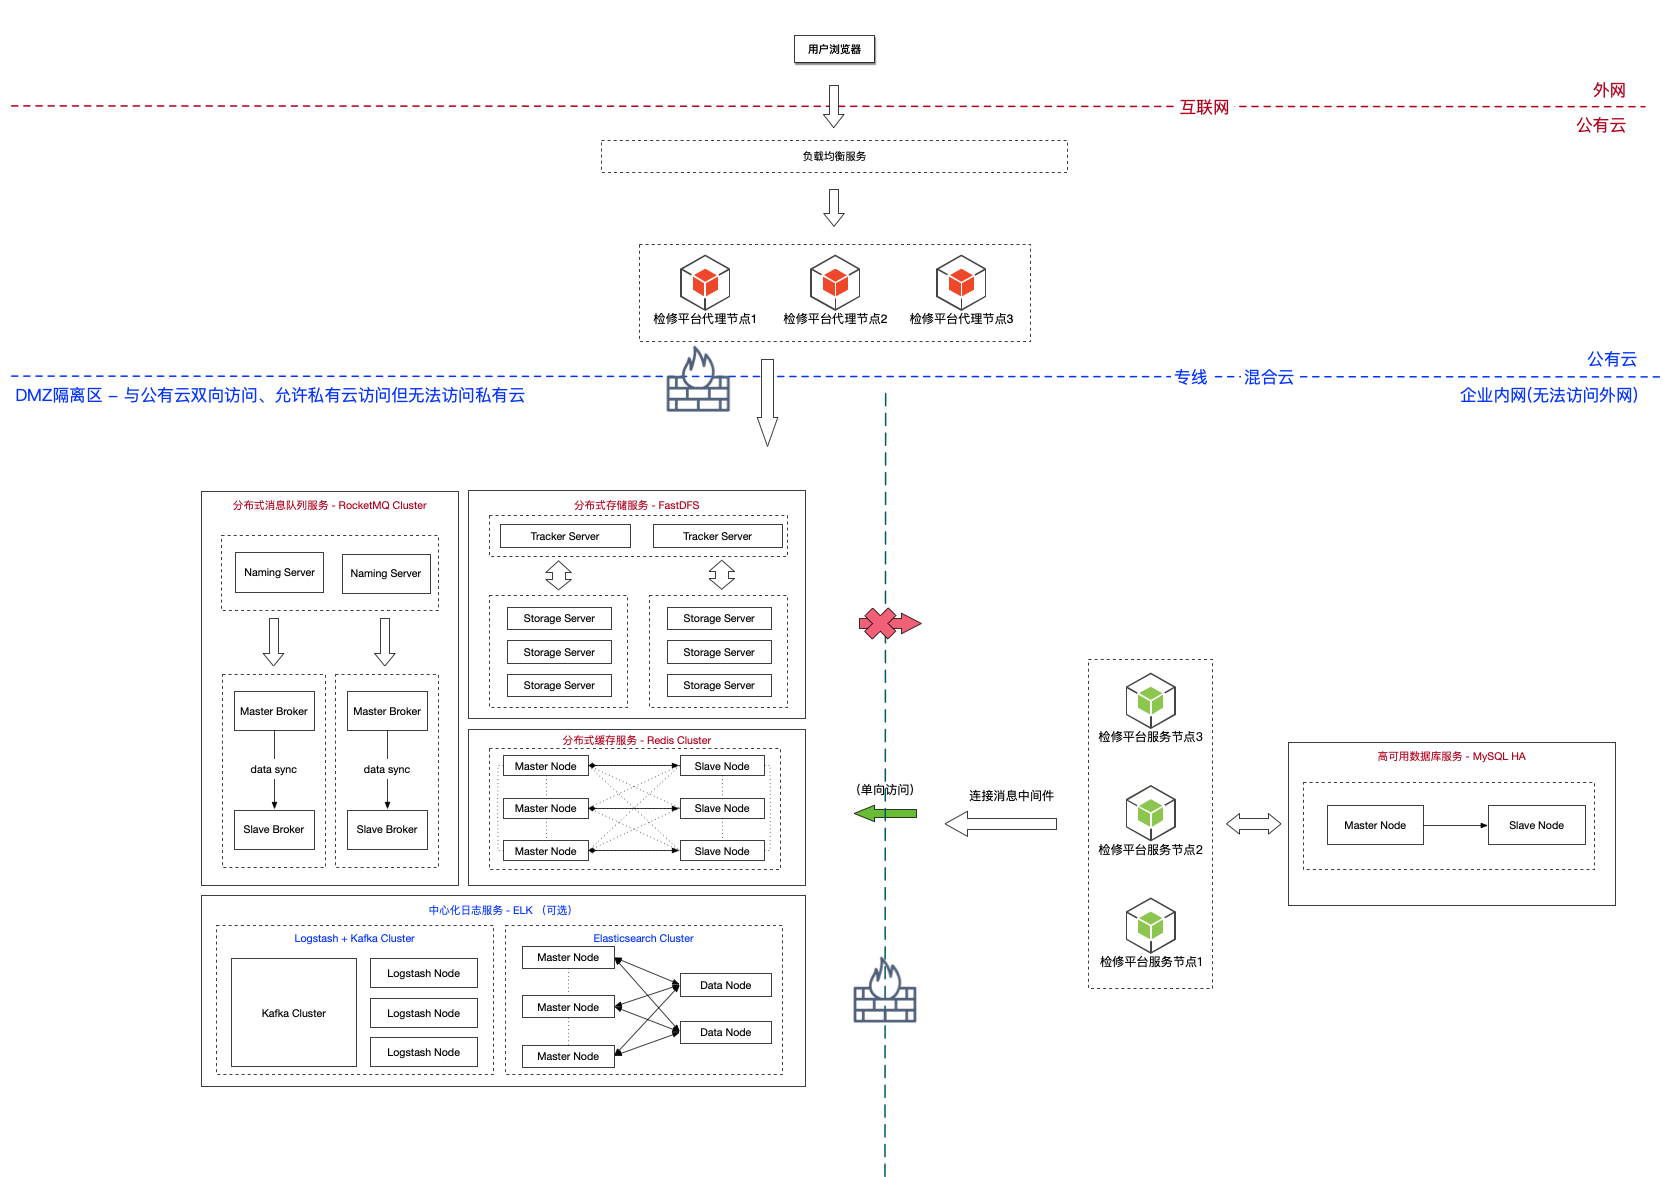 用户浏览器
外网
互联网
公有云
负载均衡服务
检修平台代理节点1
检修平台代理节点2
检修平台代理节点3
公有云
专线
混合云
DMZ隔离区 – 与公有云双向访问、允许私有云访问但无法访问私有云
企业内网(无法访问外网)
分布式消息队列服务 - RocketMQ Cluster
Naming Server
Naming Server
Master Broker
Master Broker
data sync
data sync
Slave Broker
Slave Broker
分布式存储服务 - FastDFS
Tracker Server
Tracker Server
Storage Server
Storage Server
Storage Server
Storage Server
Storage Server
Storage Server
分布式缓存服务 - Redis Cluster
Master Node
Slave Node
Master Node
Slave Node
Master Node
Slave Node
中心化日志服务 - ELK （可选）
Logstash + Kafka Cluster
Kafka Cluster
Logstash Node
Logstash Node
Logstash Node
Elasticsearch Cluster
Master Node
Master Node
Master Node
Data Node
Data Node
(单向访问)
连接消息中间件
检修平台服务节点3
检修平台服务节点2
检修平台服务节点1
高可用数据库服务 - MySQL HA
Master Node
Slave Node